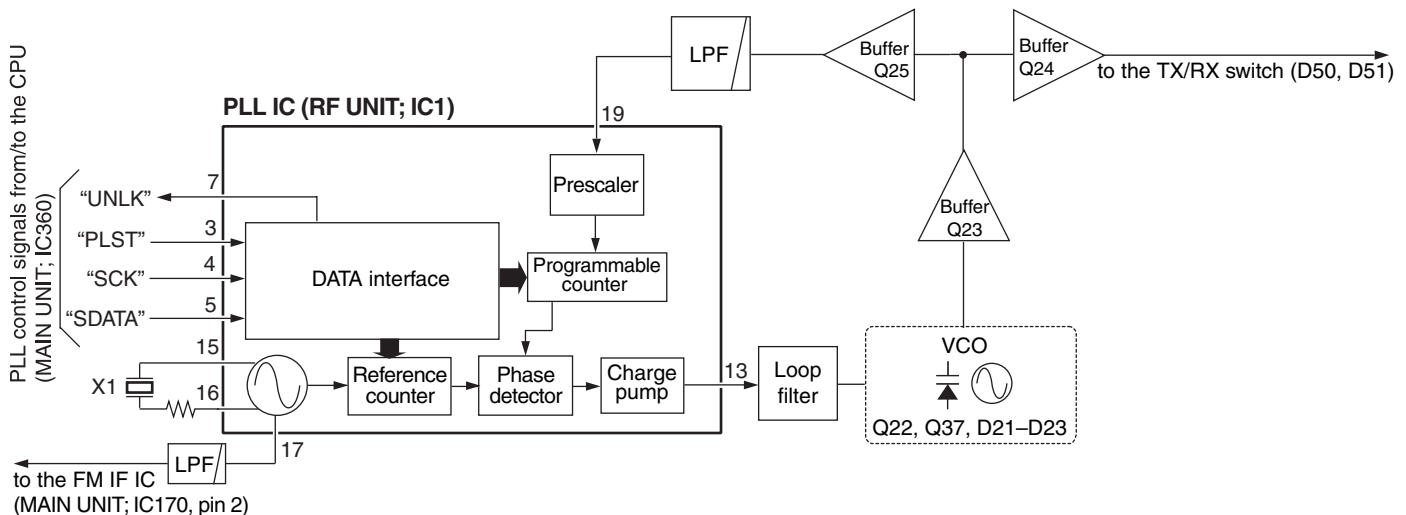 LPF
Buffer
Q25
Buffer
Q24
to the TX/RX switch (D50, D51)
PLL control signals from/to the CPU
(MAIN UNIT; IC360)
PLL IC (RF UNIT; IC1)
19
Prescaler
Buffer
Q23
"UNLK"
7
"PLST"
3
"SCK"
4
"SDATA"
5
DATA interface
Programmable
counter
15
X1
16
Reference
counter
Phase
detector
Charge
pump
13
Loop
filter
VCO
Q22, Q37, D21–D23
17
LPF
to the FM IF IC
(MAIN UNIT; IC170, pin 2)